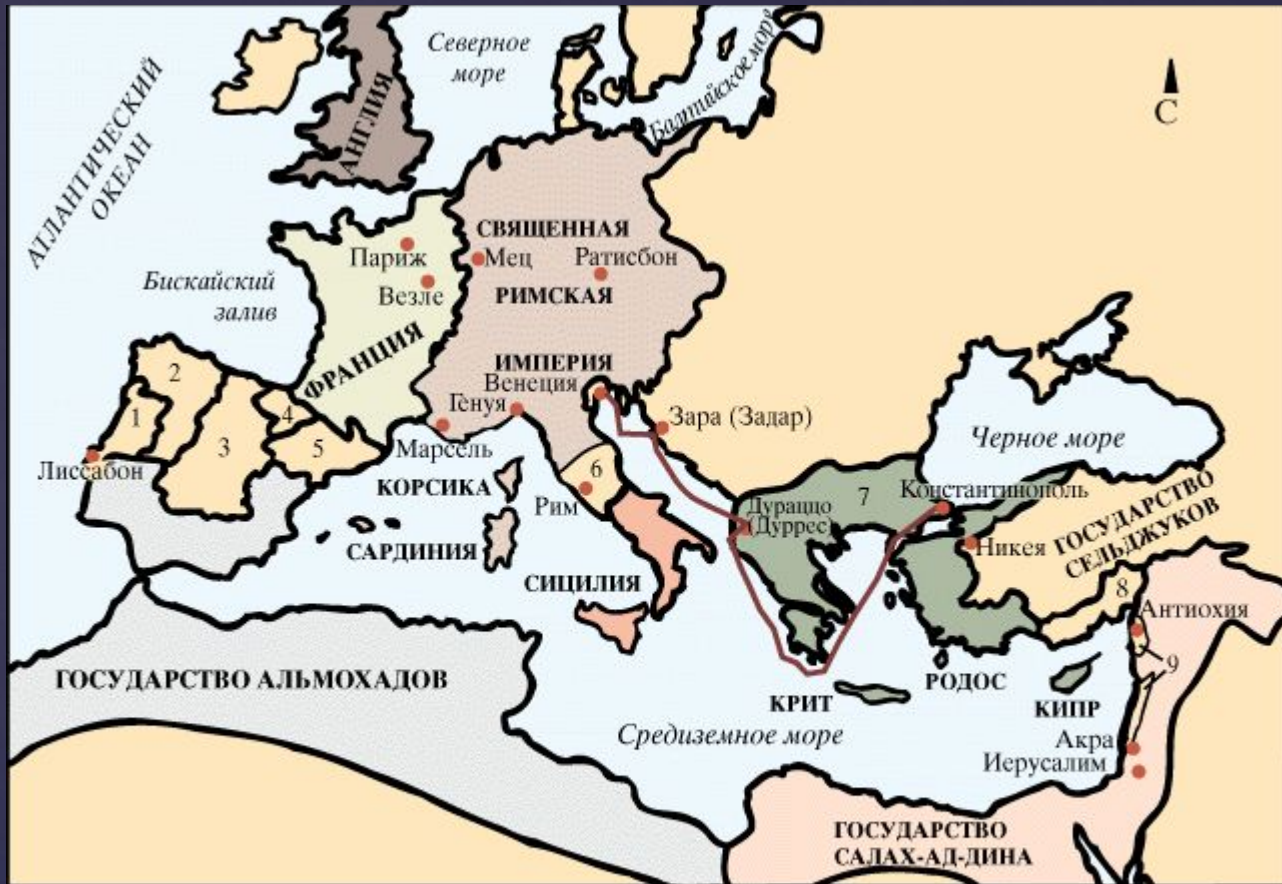 АТЛАНТИЧЕСКИЙ
ОКЕАН
Северное
море
Балтийское море
С
АНГЛИЯ
Бискайский
залив
Париж
Везле
ФРАНЦИЯ
СВЯЩЕННАЯ
Мец
Ратисбон
РИМСКАЯ
ИМПЕРИЯ
Венеция
Генуя
Марсель
Зара (Задар)
Черное море
1
2
3
4
5
Лиссабон
КОРСИКА
САРДИНИЯ
6
Рим
СИЦИЛИЯ
Дураццо
(Дуррес)
7
Константинополь
Никея
ГОСУДАРСТВО
СЕЛЬДЖУКОВ
8
Антиохия
9
ГОСУДАРСТВО АЛЬМОХАДОВ
КРИТ
РОДОС
КИПР
Средиземное море
Акра
Иерусалим
ГОСУДАРСТВО
САЛАХ-АД-ДИНА